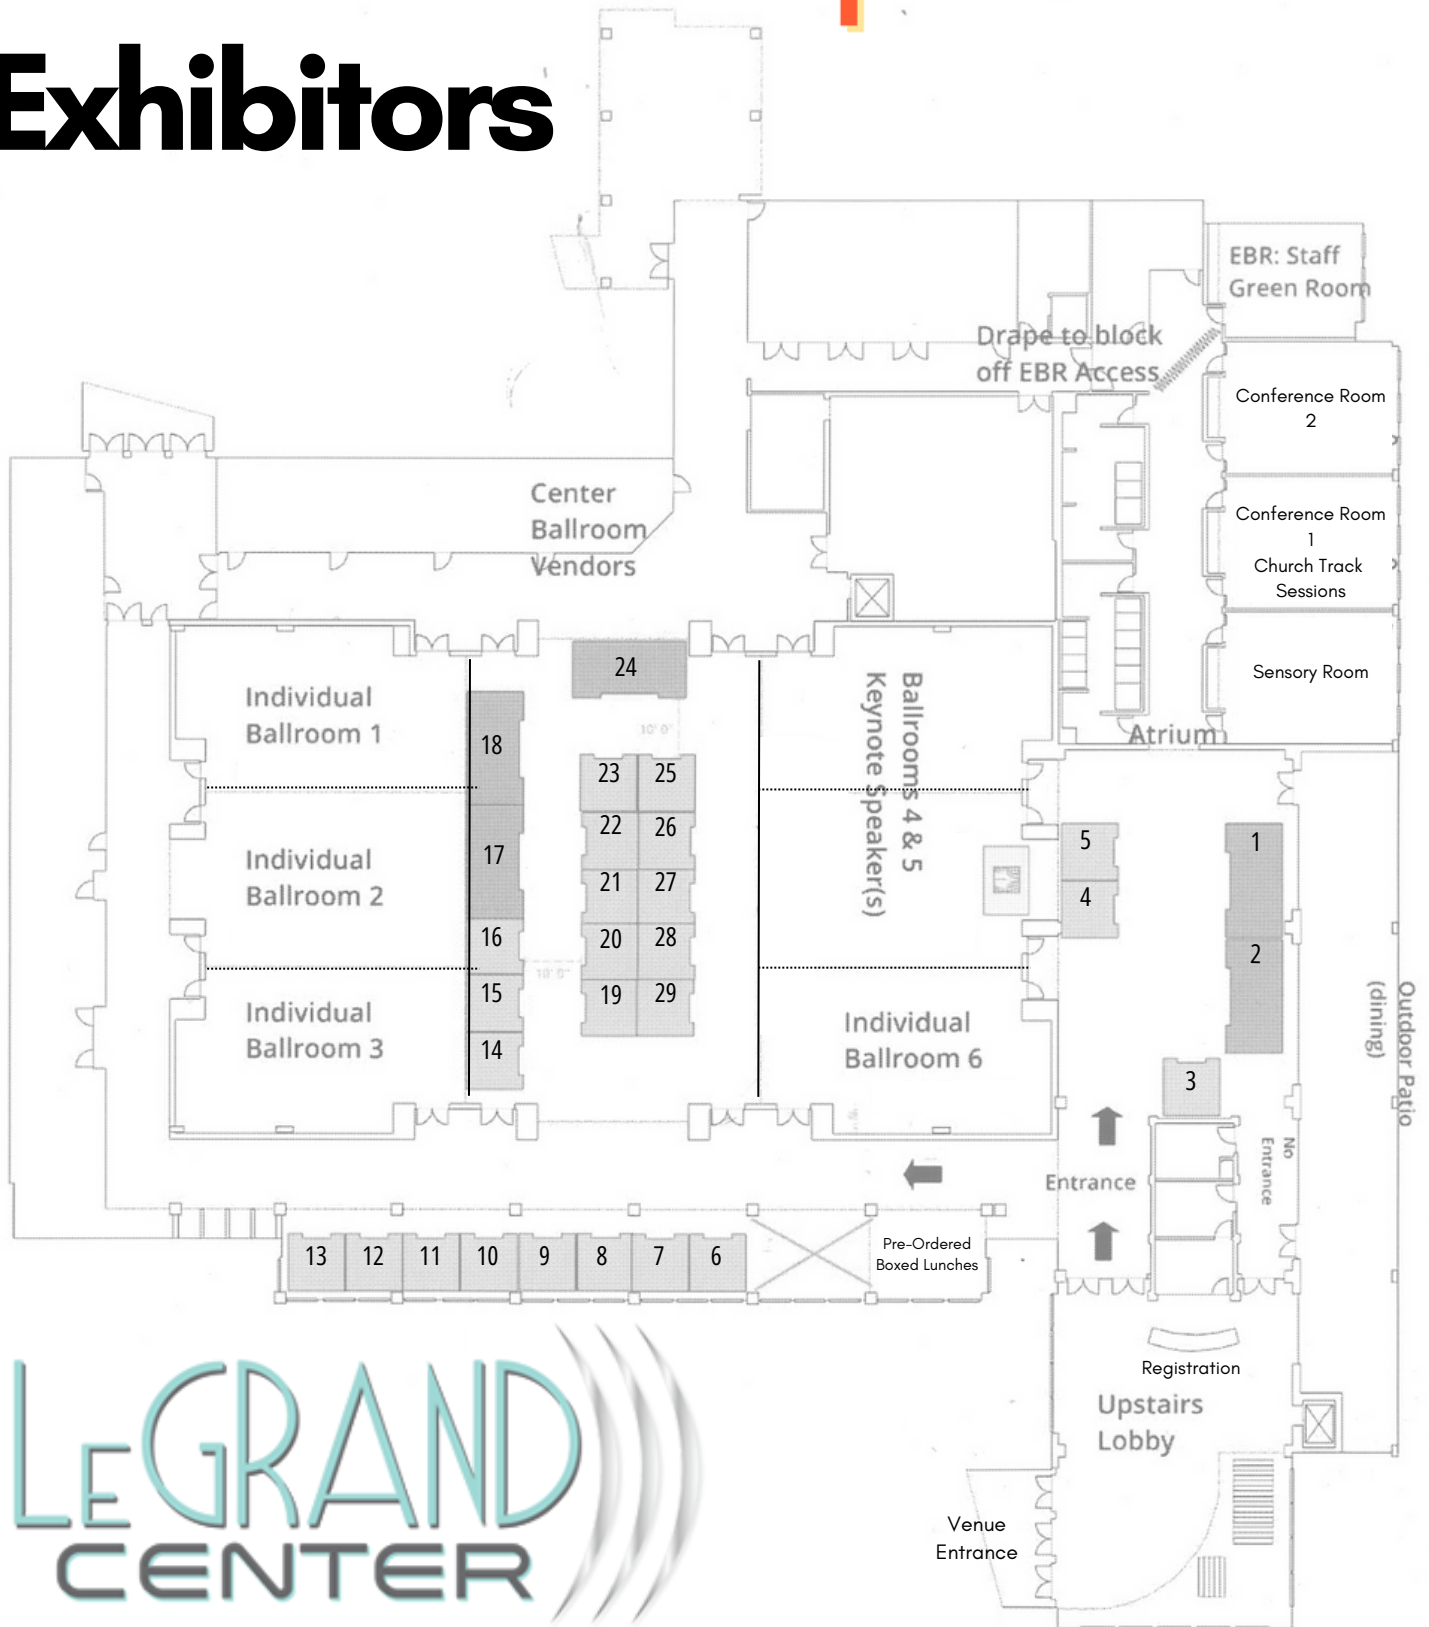 Exhibitors
EBR: Staff
Green Room
Drape to block
off EBR Access
Conference Room
2
Center
Ballroom
Vendors
Conference Room
1
Church Track
Sessions
Sensory Room
Atrium
Individual
Ballroom 1
Individual
Ballroom 2
Individual
Ballroom 3
24
18
17
16
15
14
10' 0"
23
25
22
26
21
27
20
28
19
29
10' 0"
Ballrooms 4 & 5
Keynote Speaker(s)
Individual
Ballroom 6
5
4
1
2
3
Outdoor Patio
(dining)
No
Entrance
Entrance
13
12
11
10
9
8
7
6
Pre-Ordered
Boxed Lunches
Registration
Upstairs
Lobby
Venue
Entrance
LEGRAND
CENTER